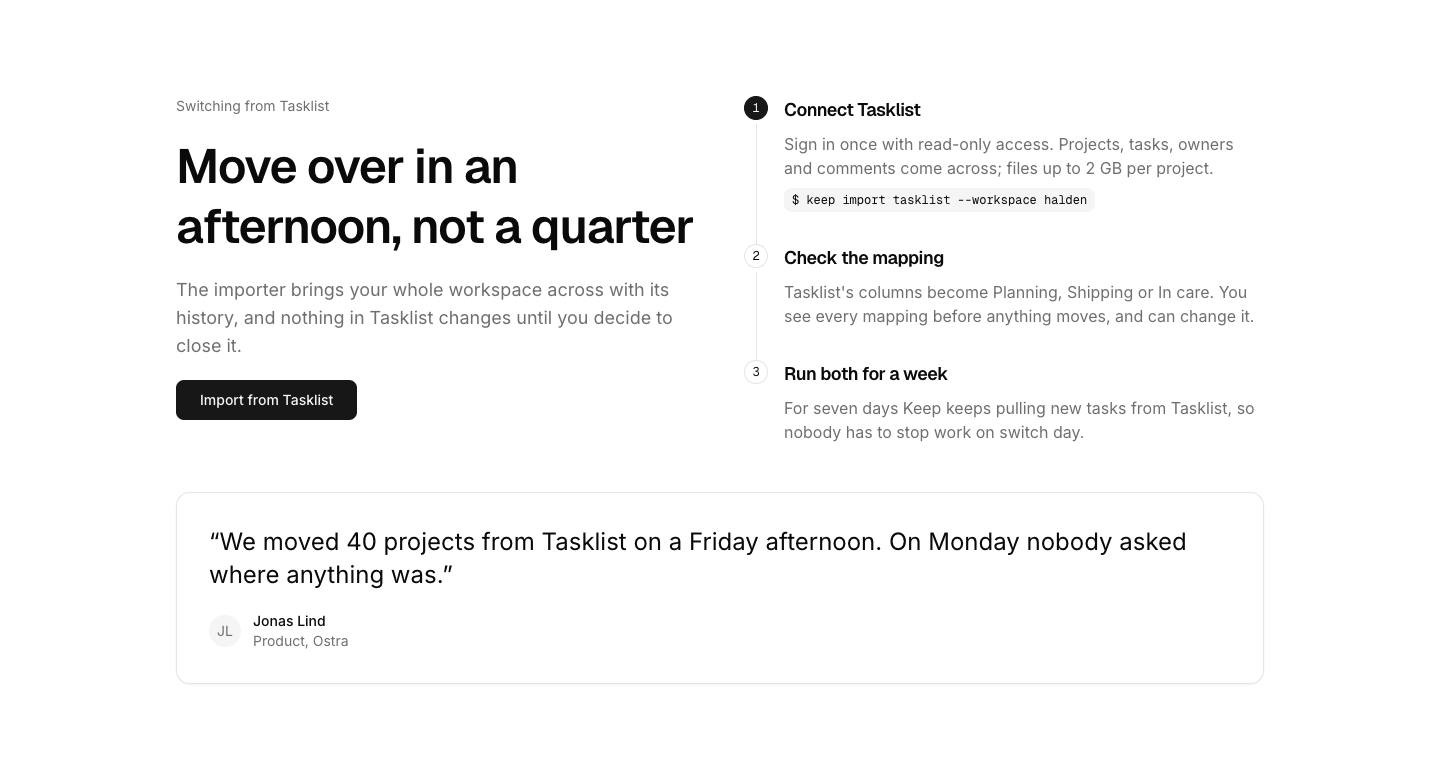 Switching from Tasklist
Move over in an
afternoon, not a quarter
The importer brings your whole workspace across with its
history, and nothing in Tasklist changes until you decide to
close it.
Import from Tasklist
1
Connect Tasklist
Sign in once with read-only access. Projects, tasks, owners
and comments come across; files up to 2 GB per project.
$ keep import tasklist --workspace halden
2
Check the mapping
Tasklist's columns become Planning, Shipping or In care. You
see every mapping before anything moves, and can change it.
3
Run both for a week
For seven days Keep keeps pulling new tasks from Tasklist, so
nobody has to stop work on switch day.
“We moved 40 projects from Tasklist on a Friday afternoon. On Monday nobody asked
where anything was.”
JL
Jonas Lind
Product, Ostra